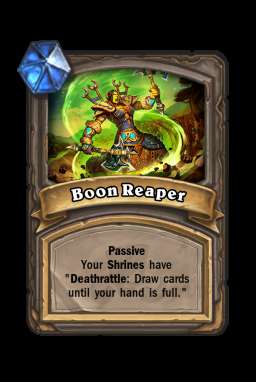 Boon Reaper
Passive
Your Shrines have
"Deathrattle: Draw cards
until your hand is full."